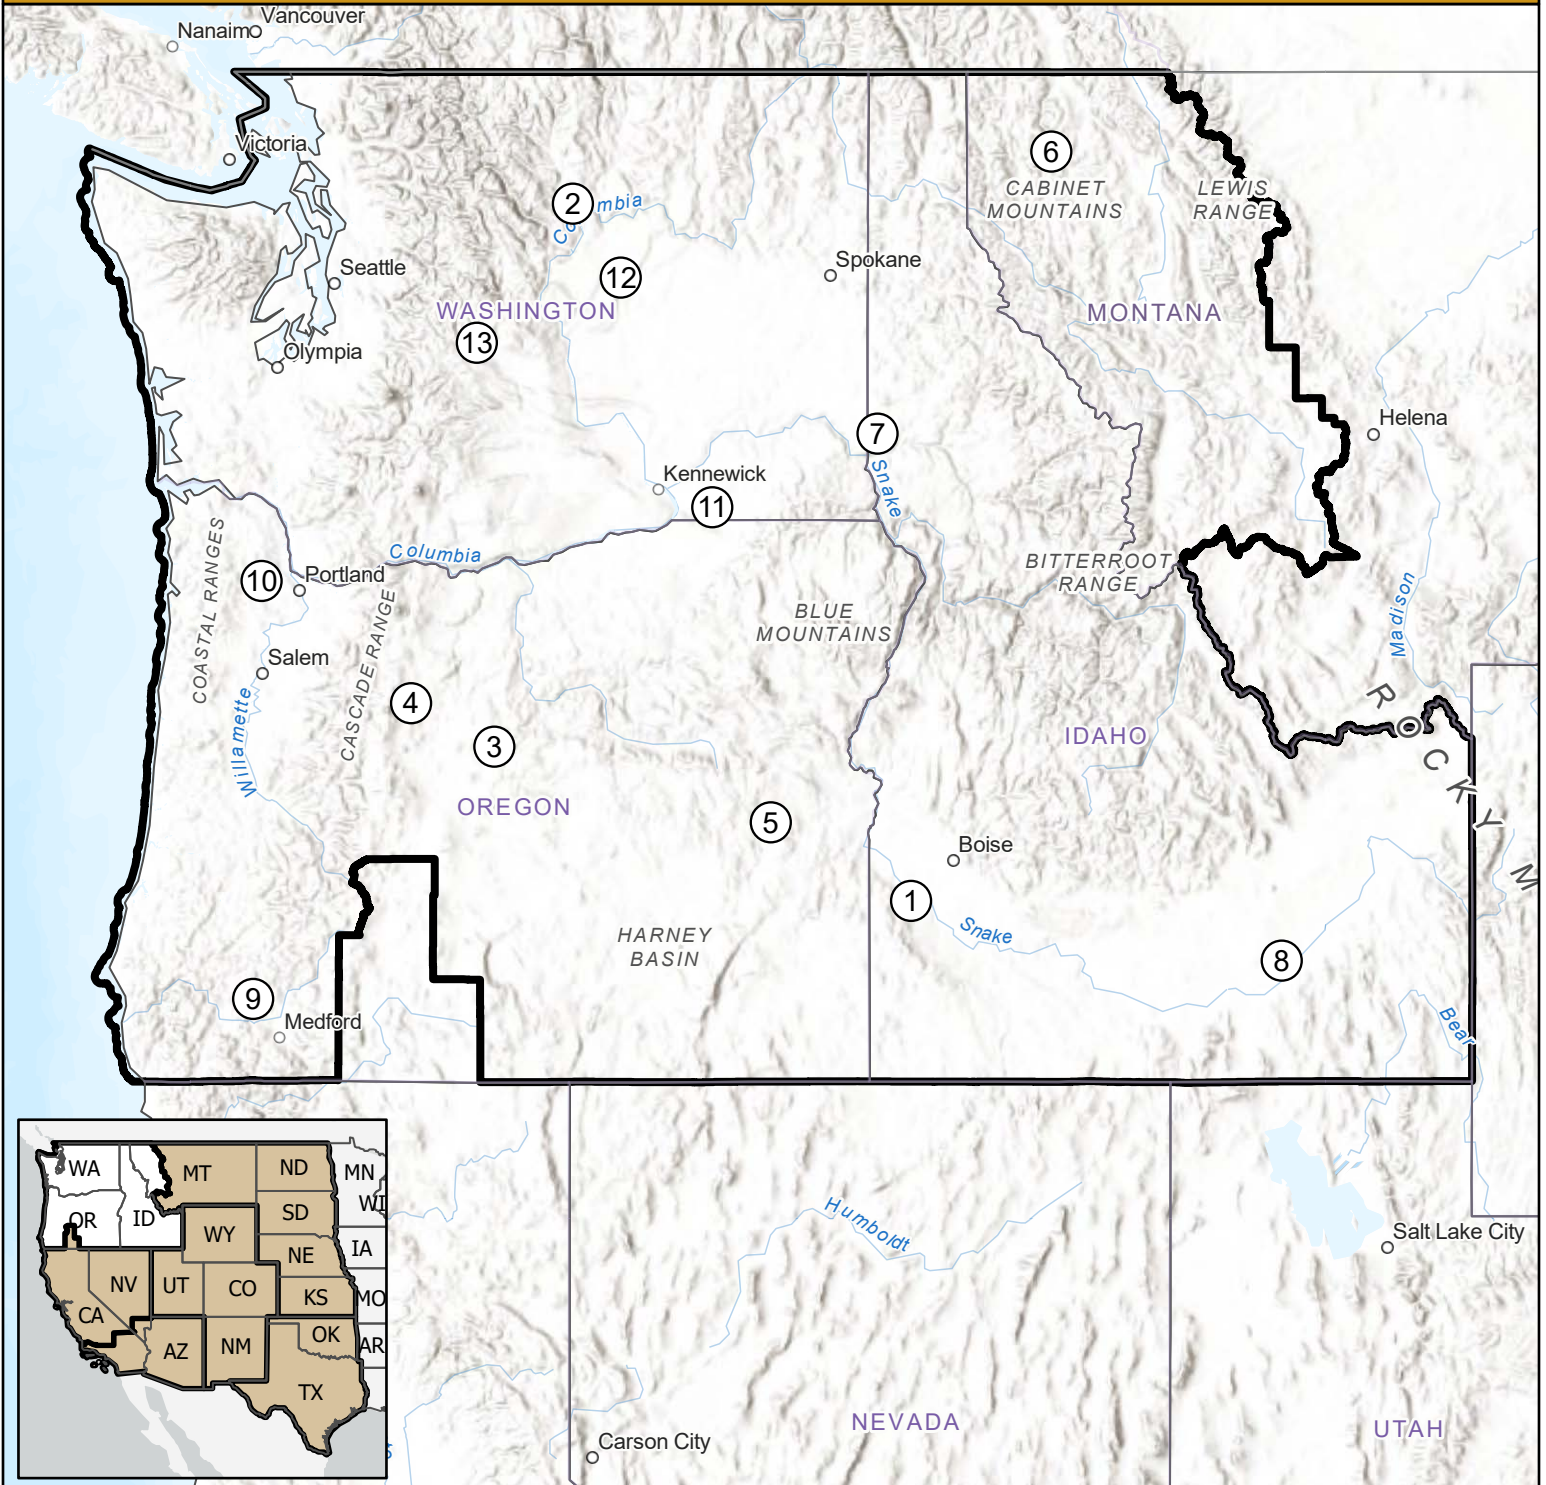 Vancouver
Nanaimo
Victoria
6
CABINET
MOUNTAINS
LEWIS
RANGE
2
Columbia
Seattle
Spokane
12
WASHINGTON
MONTANA
13
Olympia
Helena
7
Snake
Kennewick
11
COASTAL RANGES
Columbia
10
Portland
CASCADE RANGE
BITTERROOT
RANGE
Madison
BLUE
MOUNTAINS
Salem
Willamette
4
3
IDAHO
ROCKY M
OREGON
5
Boise
1
Snake
HARNEY
BASIN
8
9
Medford
Bear
WA
MT
ND
MN
WI
OR
ID
SD
WY
IA
NE
NV
UT
CO
KS
MO
CA
OK
AR
AZ
NM
TX
Humboldt
Salt Lake City
NEVADA
UTAH
Carson City